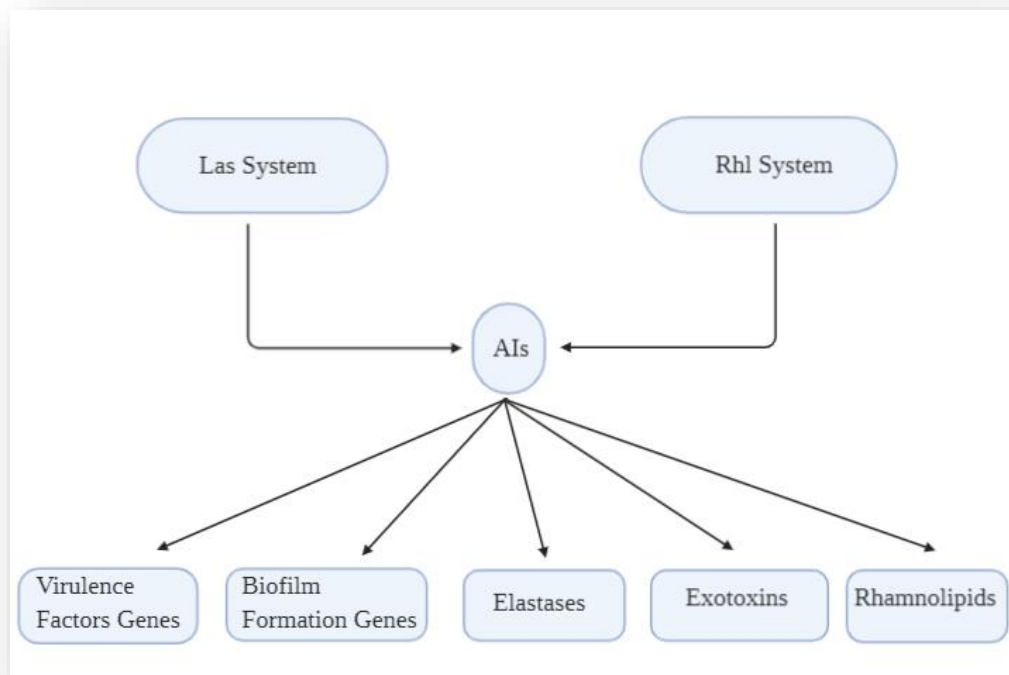 Las System
Rhl System
AIs
Virulence
Factors Genes
Biofilm
Formation Genes
Elastases
Exotoxins
Rhamnolipids